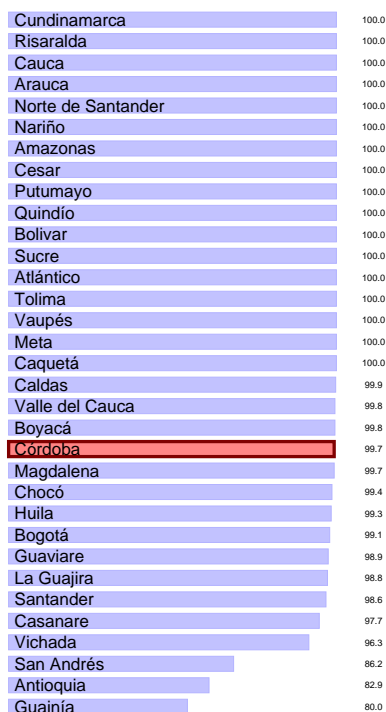 Cundinamarca 100.0
Risaralda 100.0
Cauca 100.0
Arauca 100.0
Norte de Santander 100.0
Nariño 100.0
Amazonas 100.0
Cesar 100.0
Putumayo 100.0
Quindío 100.0
Bolivar 100.0
Sucre 100.0
Atlántico 100.0
Tolima 100.0
Vaupés 100.0
Meta 100.0
Caquetá 100.0
Caldas 99.9
Valle del Cauca 99.8
Boyacá 99.8
Córdoba 99.7
Magdalena 99.7
Chocó 99.4
Huila 99.3
Bogotá 99.1
Guaviare 98.9
La Guajira 98.8
Santander 98.6
Casanare 97.7
Vichada 96.3
San Andrés 86.2
Antioquia 82.9
Guainía 80.0